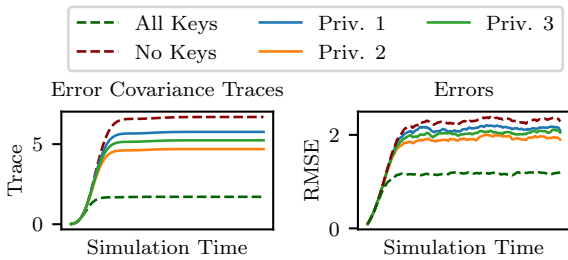 All Keys Priv. 1 Priv. 3
No Keys Priv. 2
Error Covariance Traces
Trace
5
0
Simulation Time
Errors
RMSE
2
0
Simulation Time